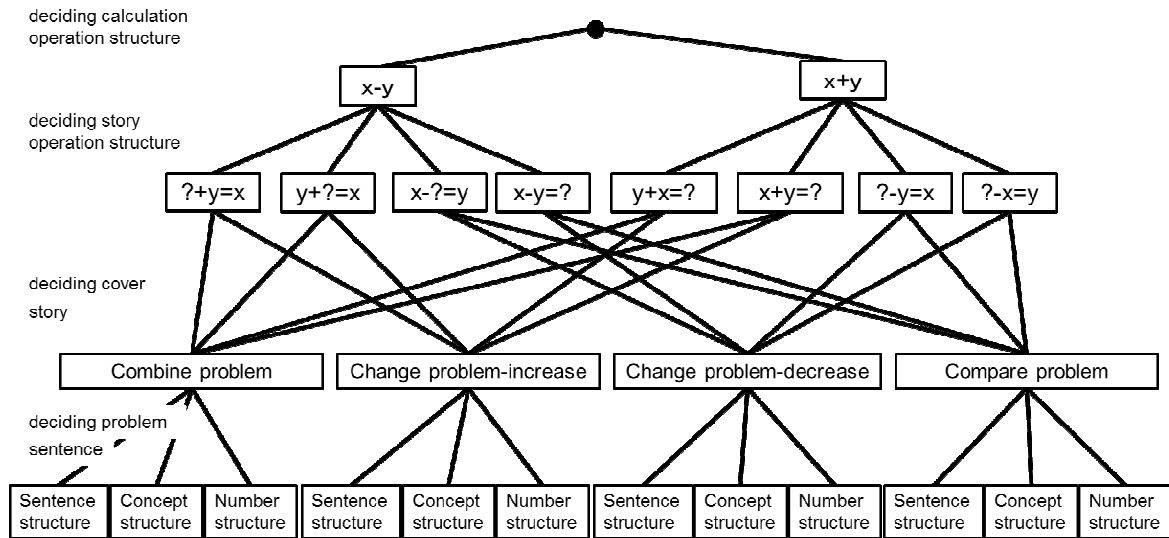 deciding calculation
operation structure
x-y
x+y
deciding story
operation structure
?+y=x
y+?=x
x-?=y
x-y=?
y+x=?
x+y=?
?-y=x
?-x=y
deciding cover
story
Combine problem
Change problem-increase
Change problem-decrease
Compare problem
deciding problem
sentence
Sentence
structure
Concept
structure
Number
structure
Sentence
structure
Concept
structure
Number
structure
Sentence
structure
Concept
structure
Number
structure
Sentence
structure
Concept
structure
Number
structure